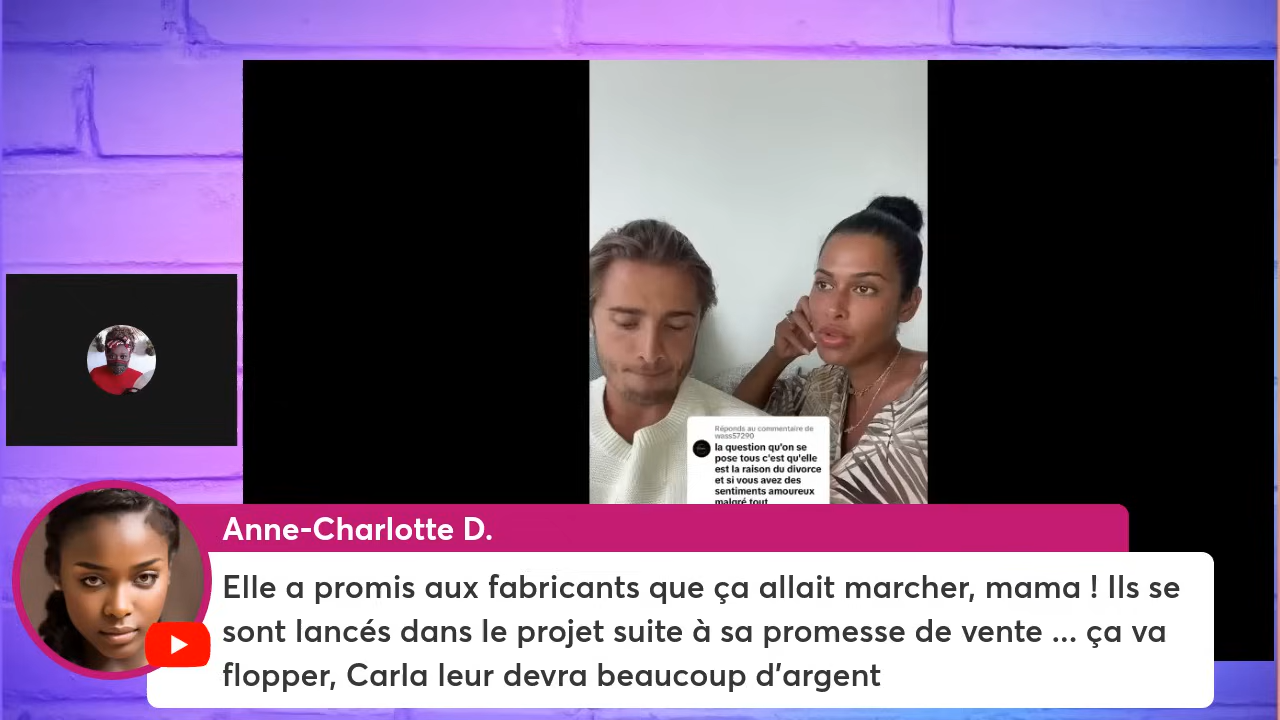 Réponds au commentaire de
wass57290
la question qu'on se
pose tous c'est qu'elle
est la raison du divorce
et si vous avez des
sentiments amoureux
malgré tout
Anne-Charlotte D.
Elle a promis aux fabricants que ça allait marcher, mama ! Ils se
sont lancés dans le projet suite à sa promesse de vente ... ça va
flopper, Carla leur devra beaucoup d'argent